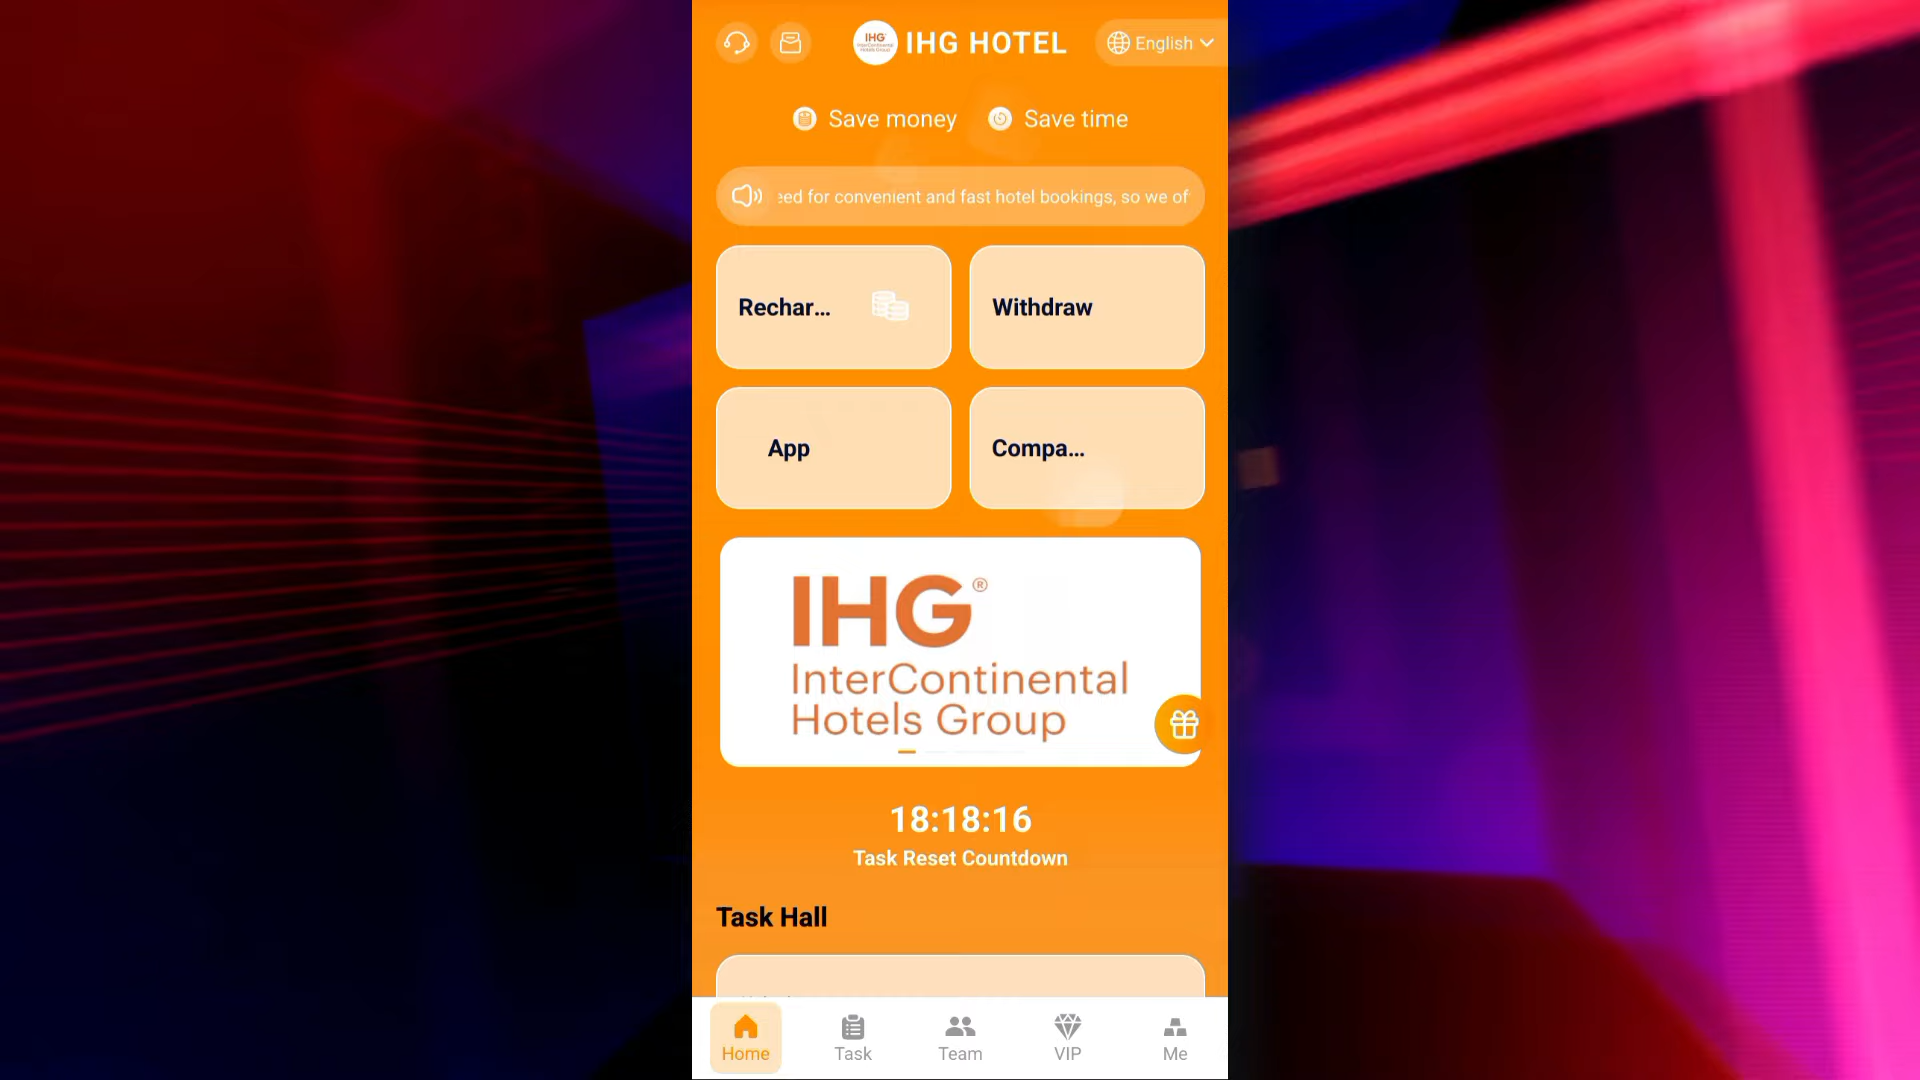 IHG HOTEL
English
Save money
Save time
eed for convenient and fast hotel bookings, so we of
Rechar...
Withdraw
App
Compa...
IHG®
InterContinental
Hotels Group
18:18:16
Task Reset Countdown
Task Hall
Home
Task
Team
VIP
Me